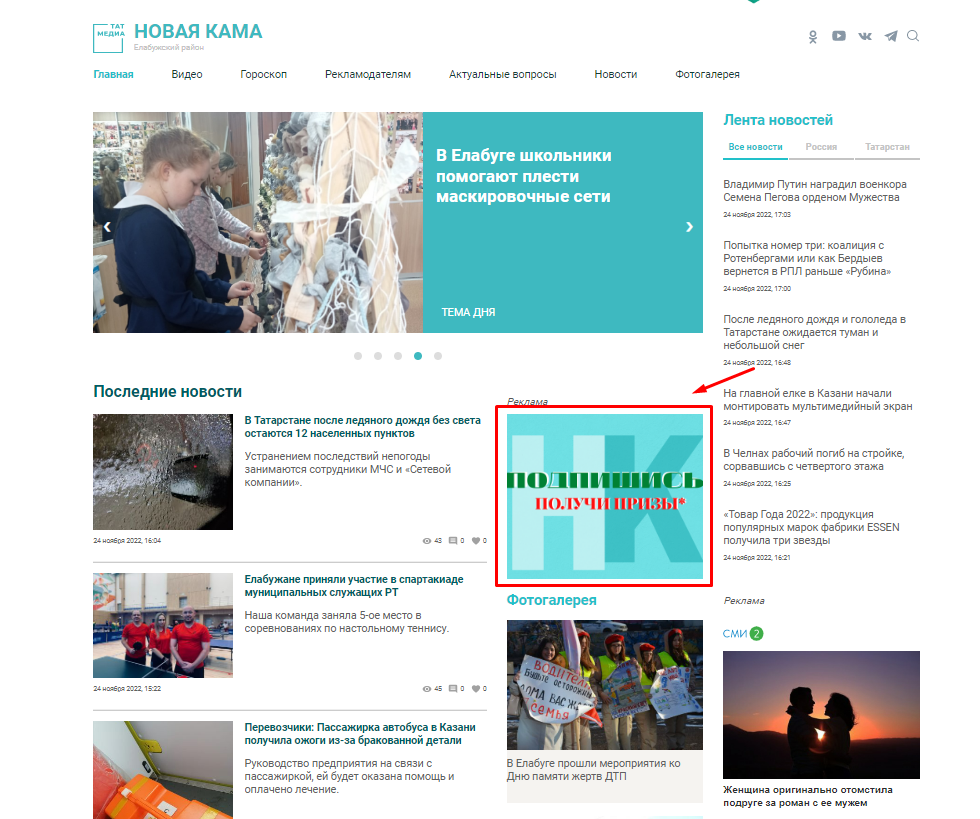 ТАТ
МЕДИА
НОВАЯ КАМА
Елабужский район
Главная
Видео
Гороскоп
Рекламодателям
Актуальные вопросы
Новости
Фотогалерея
В Елабуге школьники
помогают плести
маскировочные сети
ТЕМА ДНЯ
Лента новостей
Все новости
Россия
Татарстан
Владимир Путин наградил военкора
Семена Пегова орденом Мужества
24 ноября 2022, 17:03
Попытка номер три: коалиция с
Ротенбергами или как Бердыев
вернется в РПЛ раньше «Рубина»
24 ноября 2022, 17:00
После ледяного дождя и гололеда в
Татарстане ожидается туман и
небольшой снег
24 ноября 2022, 16:48
На главной елке в Казани начали
монтировать мультимедийный экран
24 ноября 2022, 16:47
В Челнах рабочий погиб на стройке,
сорвавшись с четвертого этажа
24 ноября 2022, 16:25
«Товар Года 2022»: продукция
популярных марок фабрики ESSEN
получила три звезды
24 ноября 2022, 16:21
Последние новости
В Татарстане после ледяного дождя без света
остаются 12 населенных пунктов
Устранением последствий непогоды
занимаются сотрудники МЧС и «Сетевой
компании».
24 ноября 2022, 16:04
43 0 0
Елабужане приняли участие в спартакиаде
муниципальных служащих РТ
Наша команда заняла 5-ое место в
соревнованиях по настольному теннису.
24 ноября 2022, 15:22
45 0 0
Перевозчики: Пассажирка автобуса в Казани
получила ожоги из-за бракованной детали
Руководство предприятия на связи с
пассажиркой, ей будет оказана помощь и
оплачено лечение.
Реклама
НК
ПОДПИШИСЬ
ПОЛУЧИ ПРИЗЫ*
Фотогалерея
ВОДИТЕЛЬ
БУДЬТЕ ОСТОРОЖНЫ
ДОМА ВАС ЖДЁТ
семья
В Елабуге прошли мероприятия ко
Дню памяти жертв ДТП
Реклама
СМИ 2
Женщина оригинально отомстила
подруге за роман с ее мужем